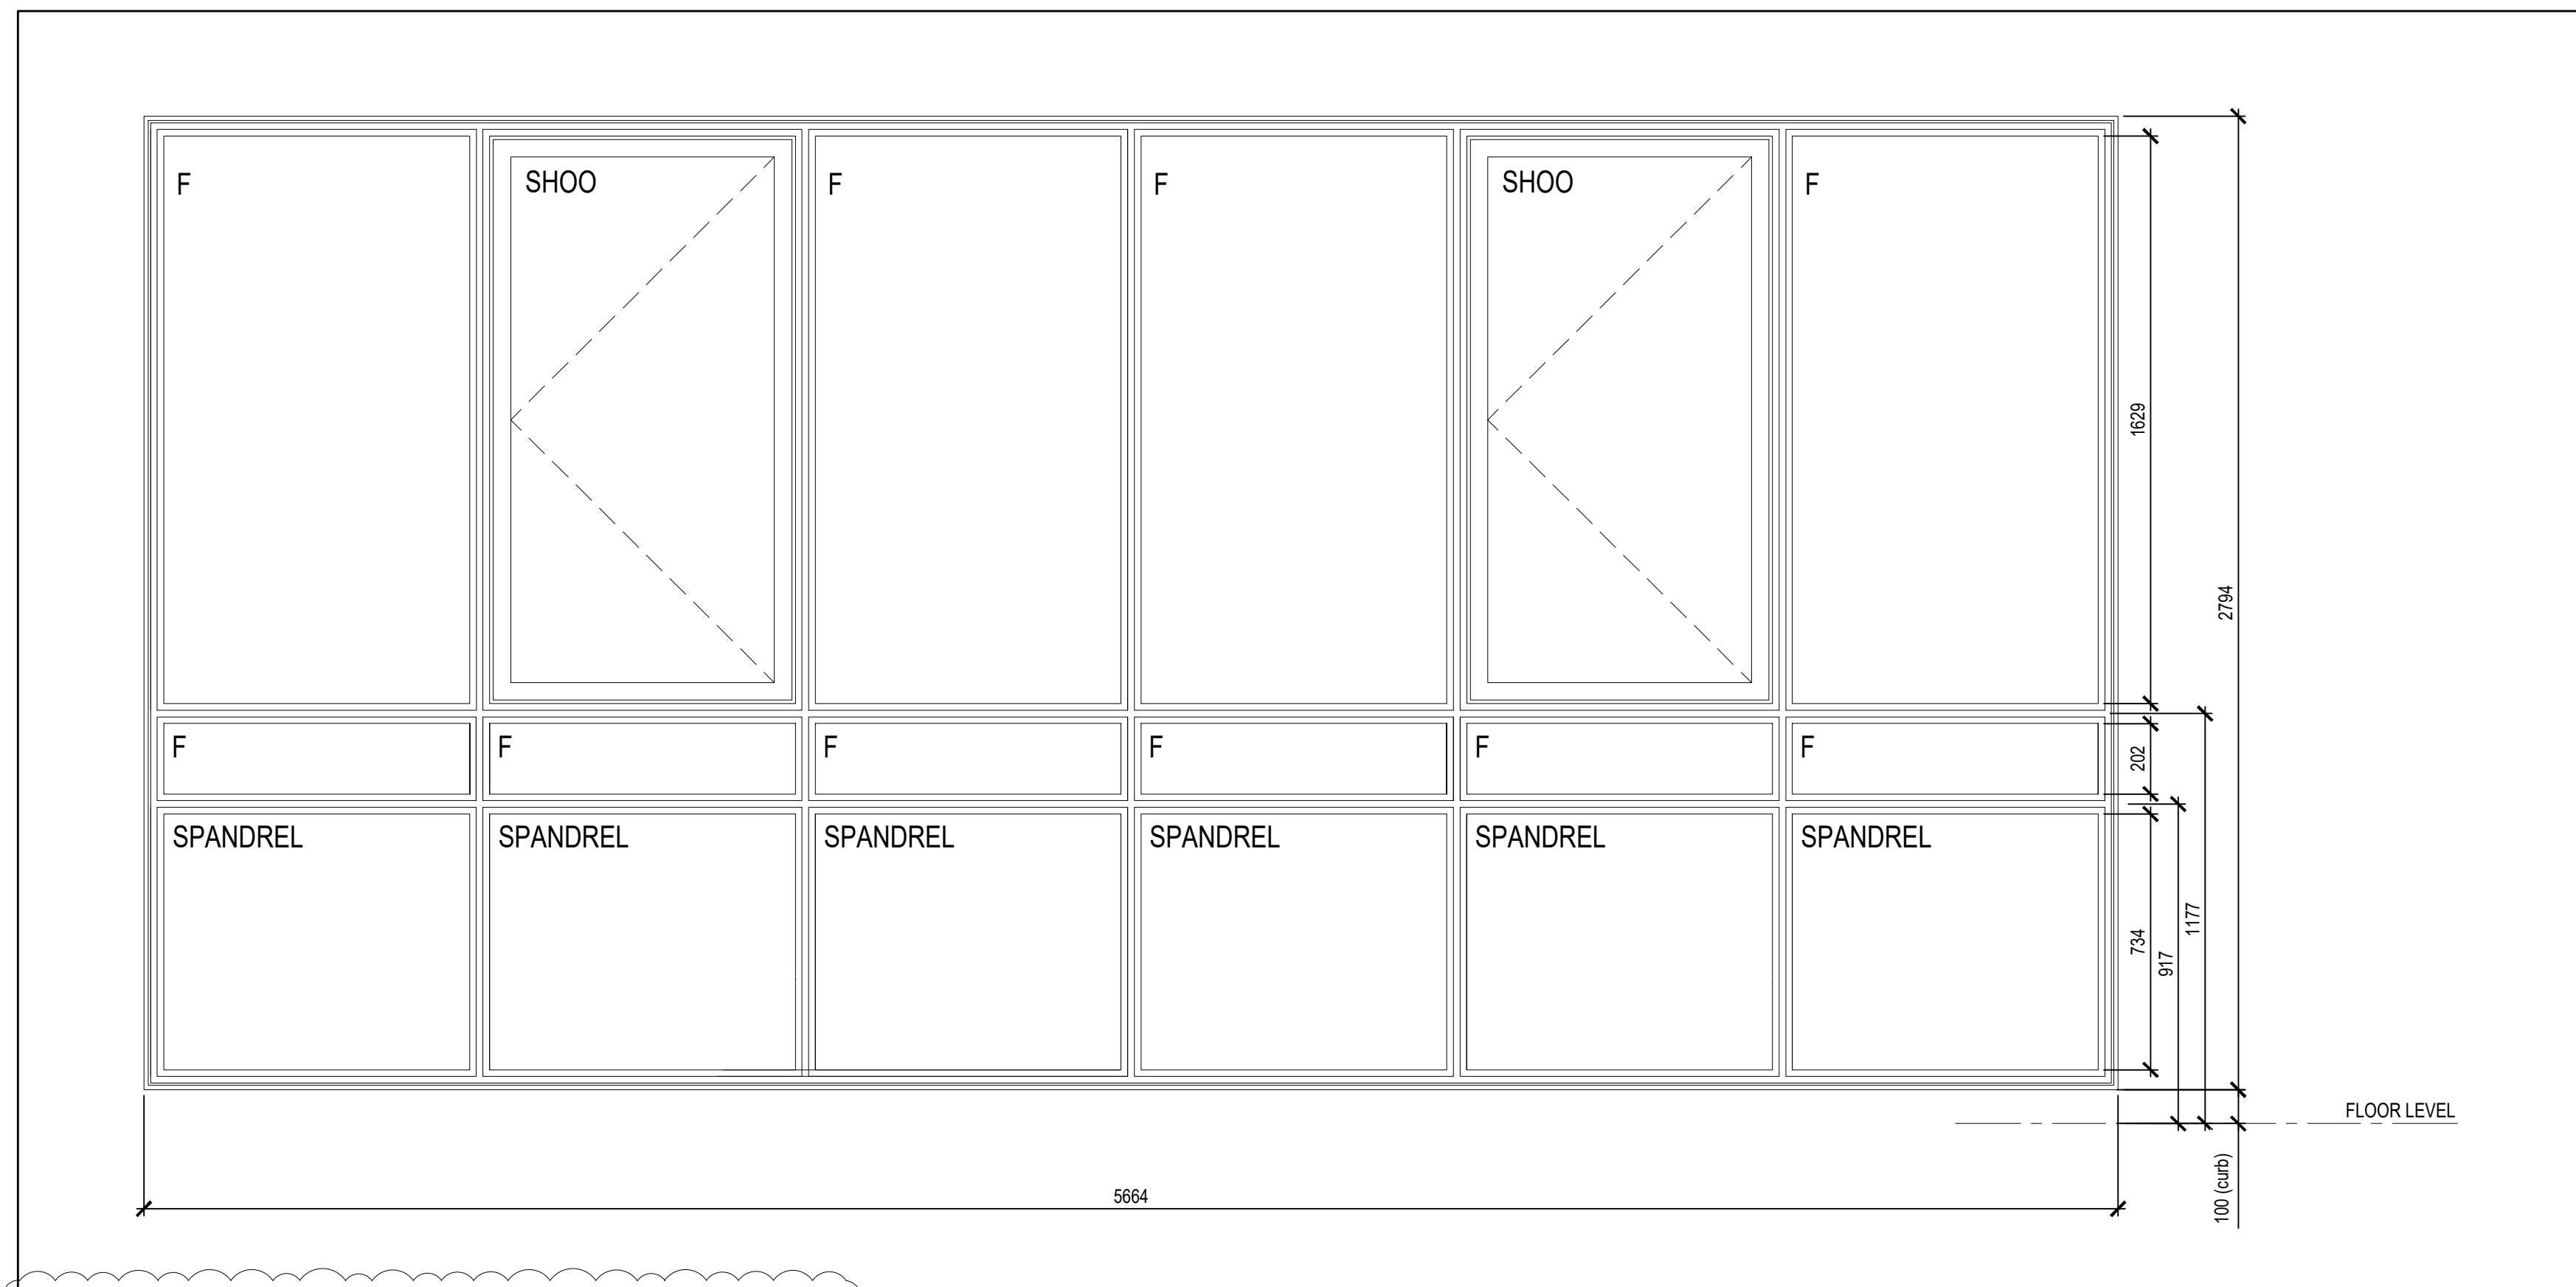 F
SHOO
F
F
SHOO
F
1629
2794
F
F
F
F
F
F
202
SPANDREL
SPANDREL
SPANDREL
SPANDREL
SPANDREL
SPANDREL
734
917
1177
FLOOR LEVEL
5664
100 (curb)